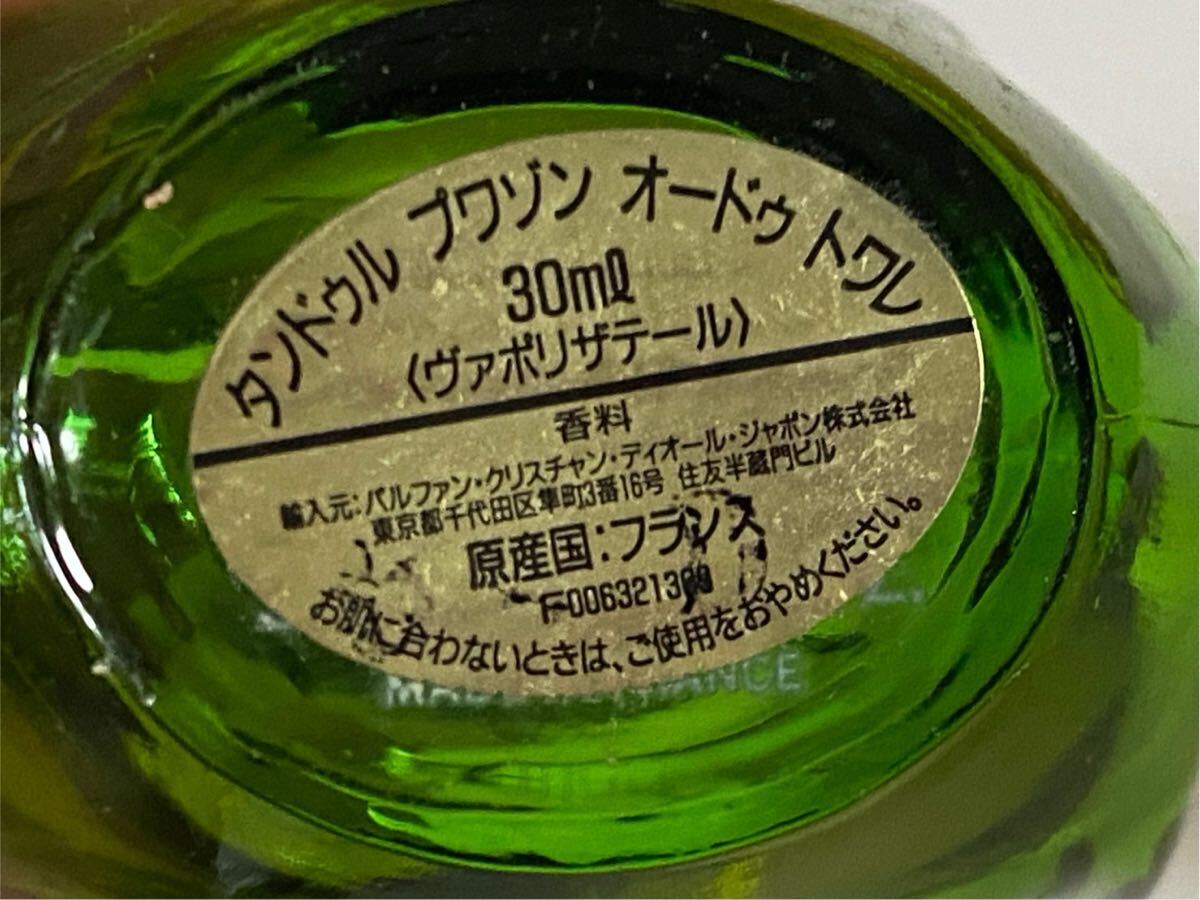 タンドゥル プワゾン オードゥ トワレ
30ml
〈ヴァポリザテール〉
香料
輸入元:パルファン・クリスチャン・ディオール・ジャポン株式会社
東京都千代田区隼町3番16号 住友半蔵門ビル
原産国:フランス
F006321300
お肌に合わないときは、ご使用をおやめください。